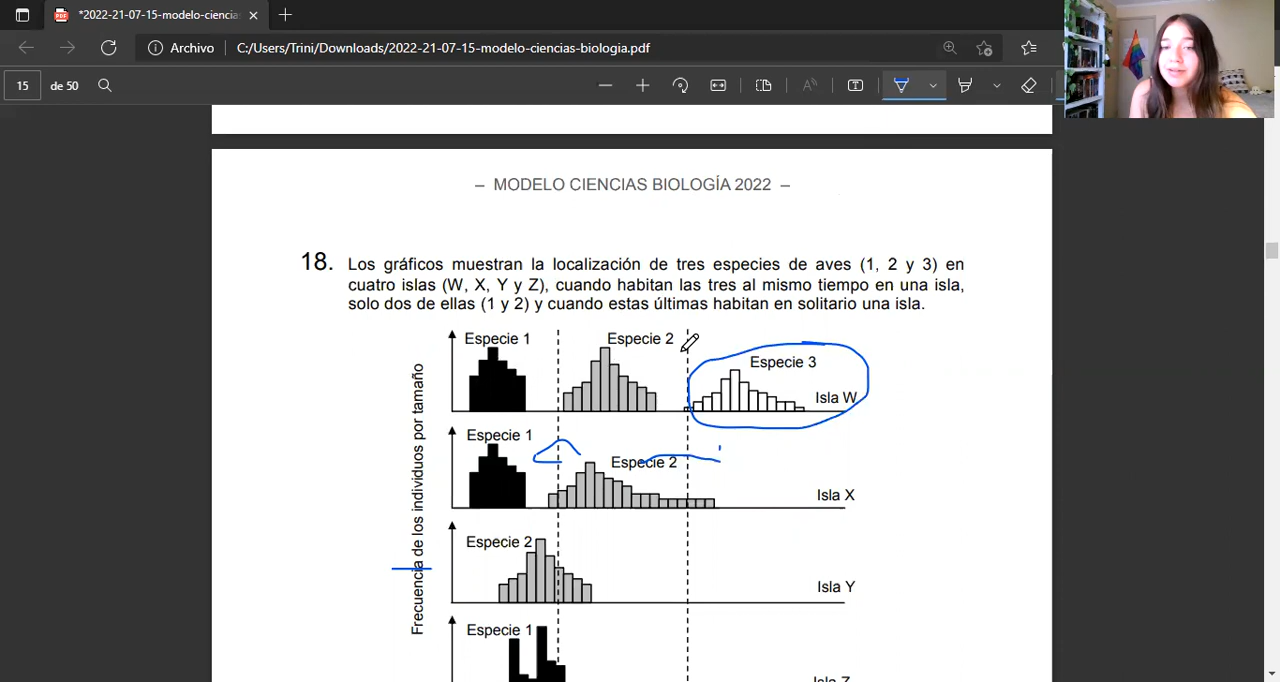 *2022-21-07-15-modelo-ciencias
Archivo
C:/Users/Trini/Downloads/2022-21-07-15-modelo-ciencias-biologia.pdf
15
de 50
– MODELO CIENCIAS BIOLOGÍA 2022 –
18. Los gráficos muestran la localización de tres especies de aves (1, 2 y 3) en
cuatro islas (W, X, Y y Z), cuando habitan las tres al mismo tiempo en una isla,
solo dos de ellas (1 y 2) y cuando estas últimas habitan en solitario una isla.
Frecuencia de los individuos por tamaño
Especie 1
Especie 2
Especie 3
Isla W
Especie 1
Especie 2
Isla X
Especie 2
Isla Y
Especie 1
Isla Z